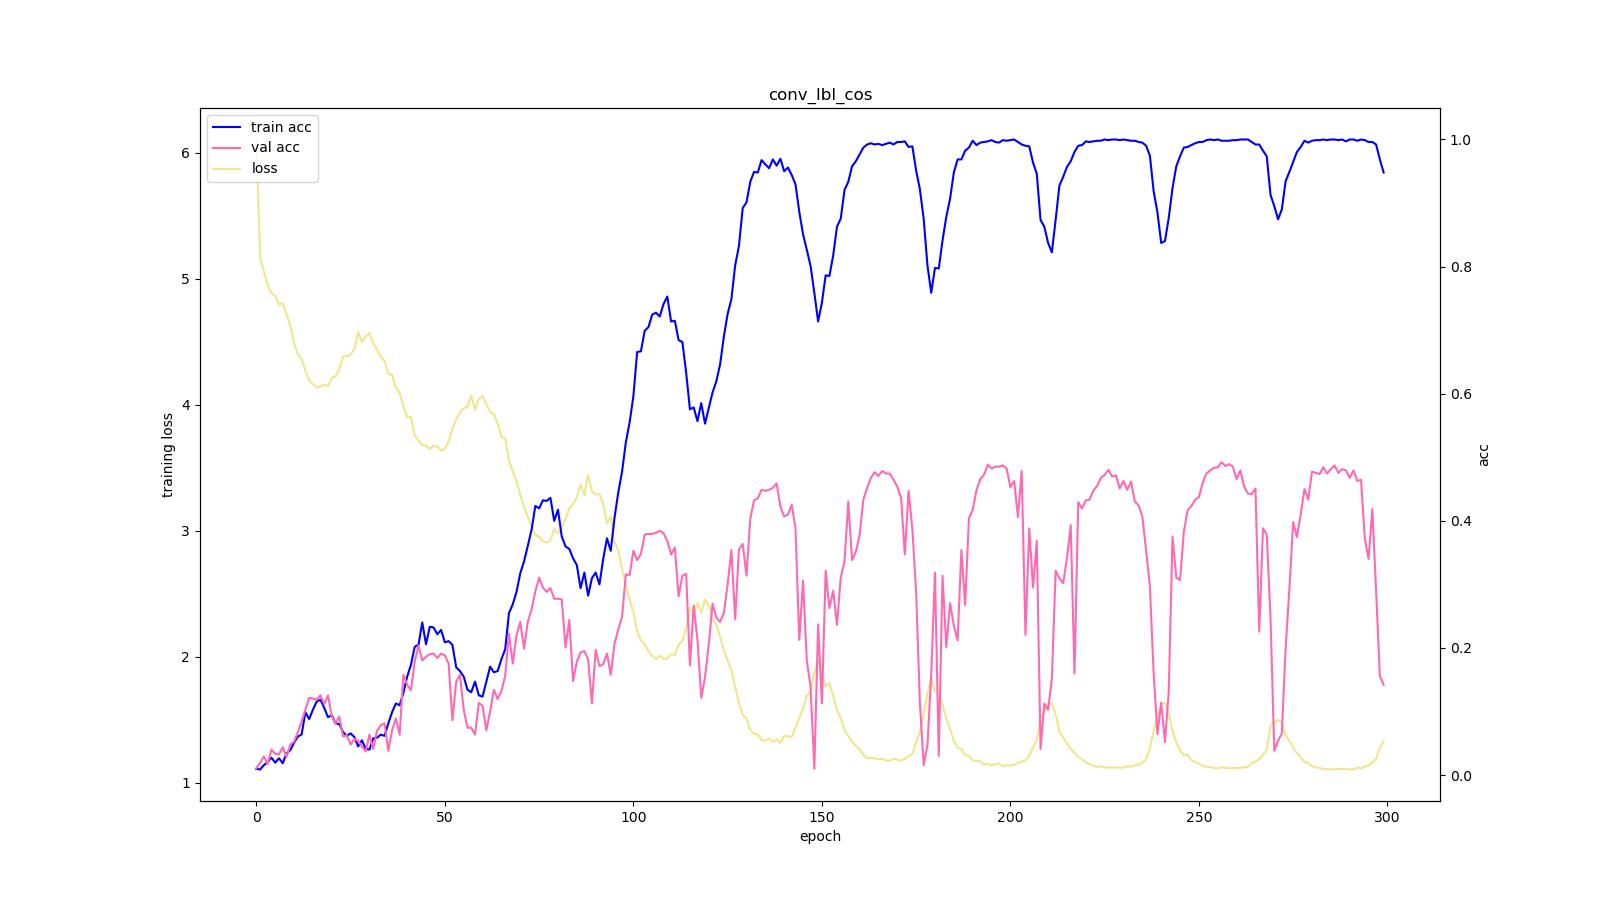 conv_lbl_cos
train acc
val acc
loss
6
5
4
3
2
1
training loss
1.0
0.8
0.6
0.4
0.2
0.0
acc
0 50 100 150 200 250 300
epoch